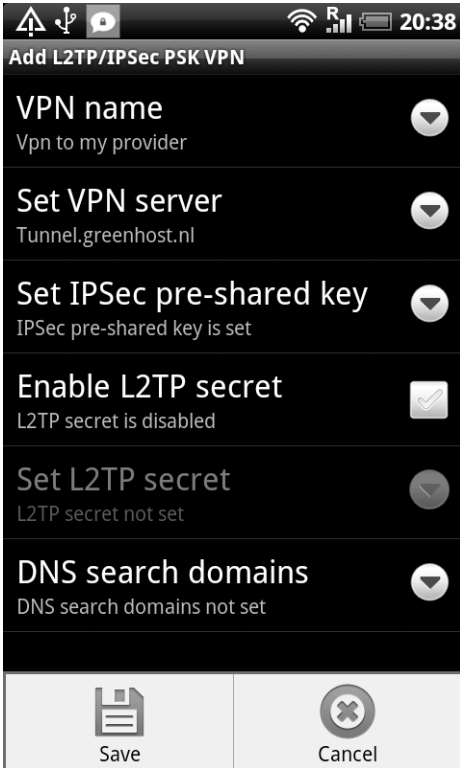 R
20:38
Add L2TP/IPSec PSK VPN
VPN name
Vpn to my provider
Set VPN server
Tunnel.greenhost.nl
Set IPSec pre-shared key
IPSec pre-shared key is set
Enable L2TP secret
L2TP secret is disabled
Set L2TP secret
L2TP secret not set
DNS search domains
DNS search domains not set
Save
Cancel